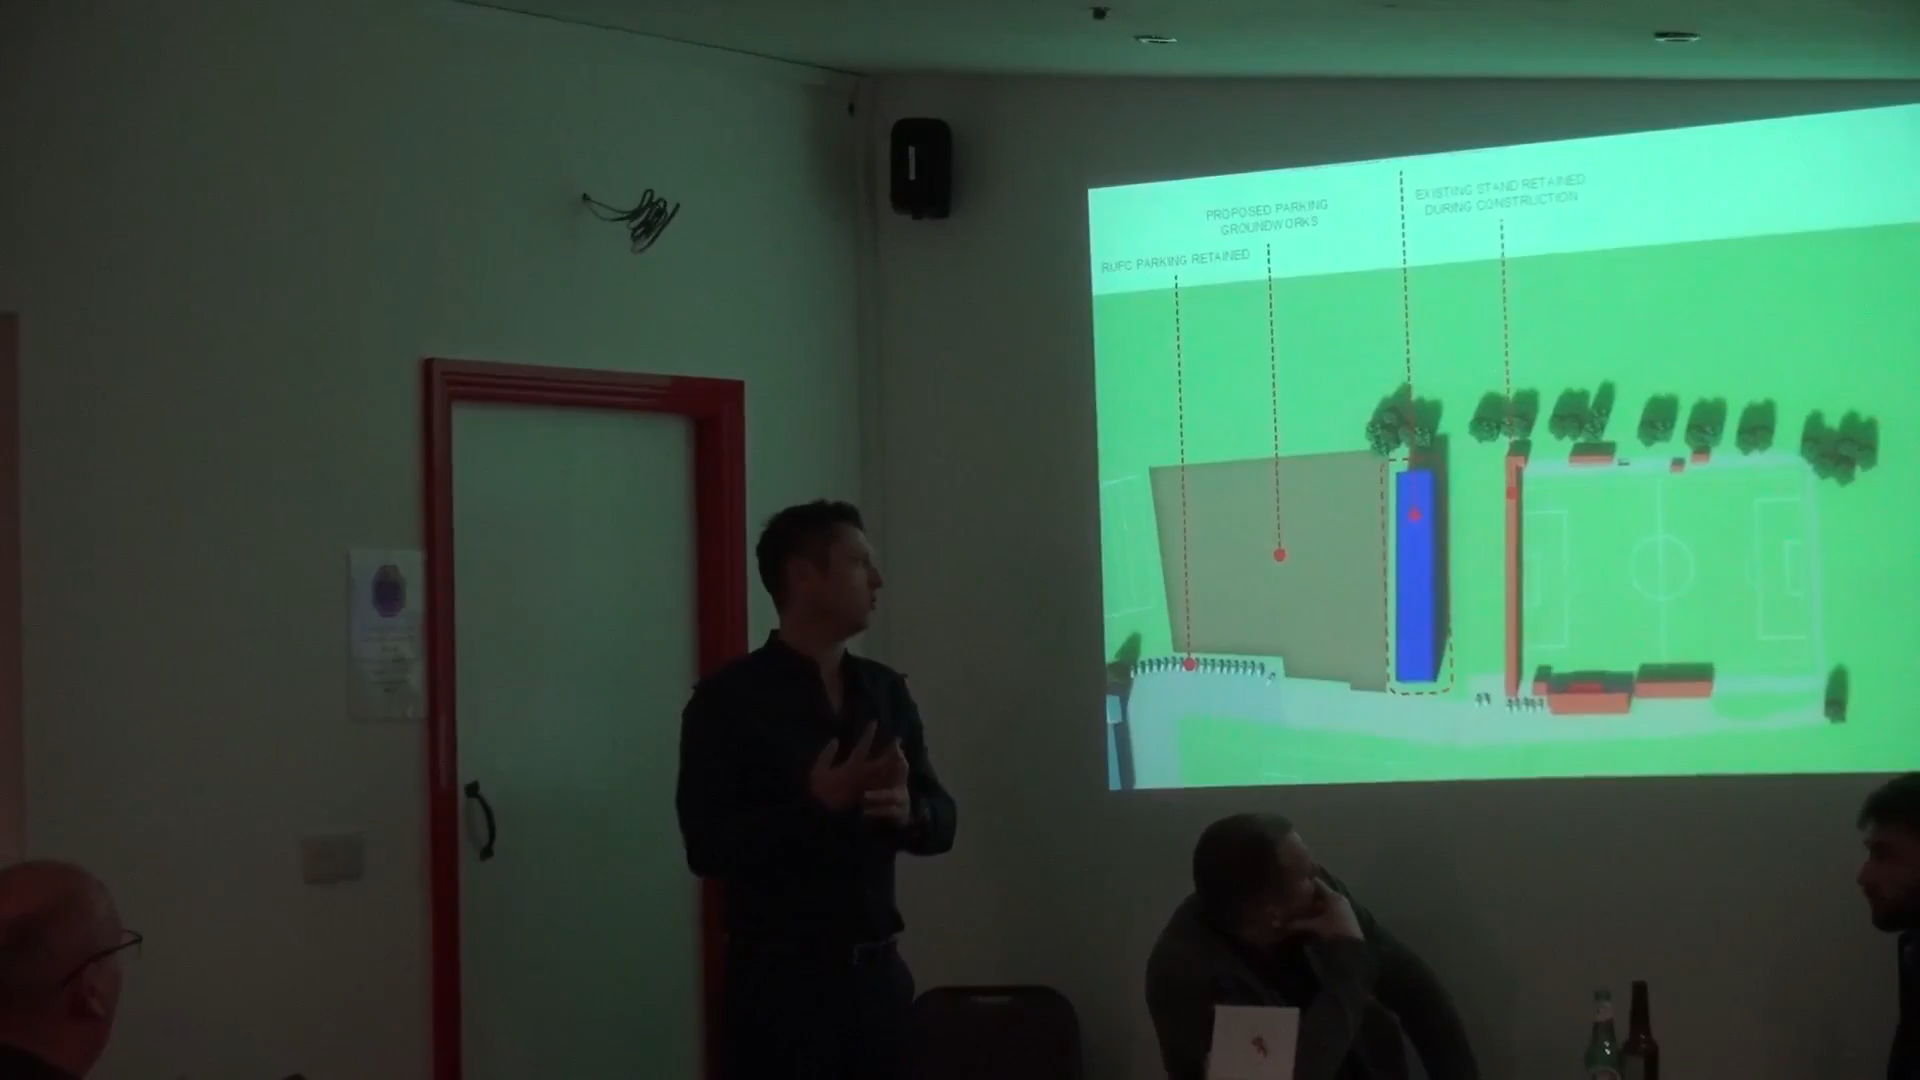 PROPOSED PARKING
GROUNDWORKS
RUFC PARKING RETAINED
EXISTING STAND RETAINED
DURING CONSTRUCTION